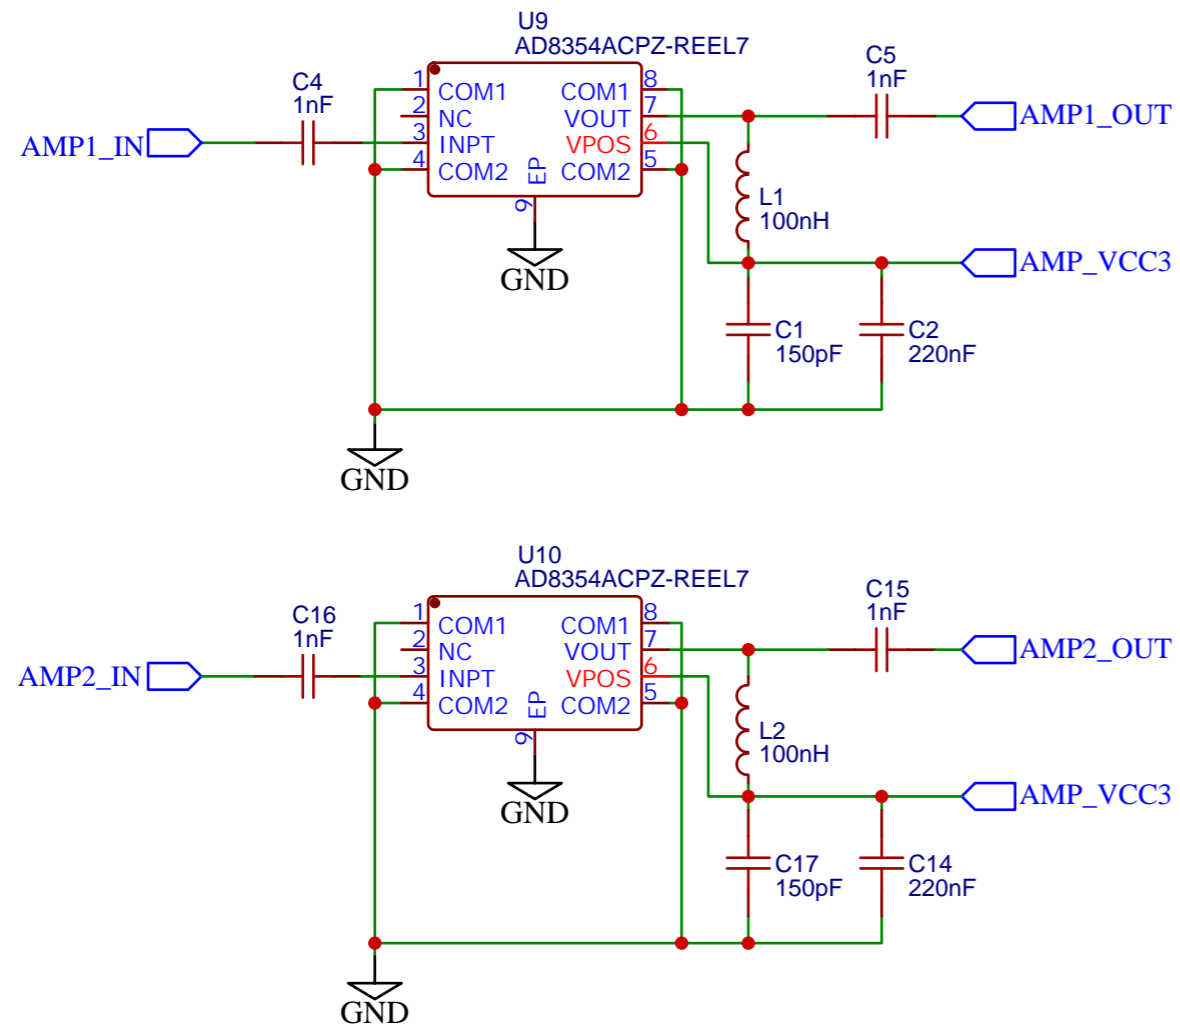 U9
AD8354ACPZ-REEL7
C4
1nF
C5
1nF
AMP1_IN
AMP1_OUT
1
COM1
2
NC
3
INPT
4
COM2
EP
9
8
COM1
7
VOUT
6
VPOS
5
COM2
L1
100nH
GND
AMP_VCC3
C1
150pF
C2
220nF
GND
U10
AD8354ACPZ-REEL7
C16
1nF
C15
1nF
AMP2_IN
AMP2_OUT
1
COM1
2
NC
3
INPT
4
COM2
EP
9
8
COM1
7
VOUT
6
VPOS
5
COM2
L2
100nH
GND
AMP_VCC3
C17
150pF
C14
220nF
GND